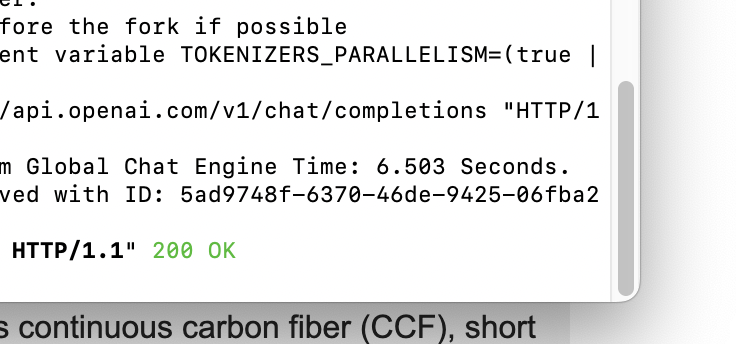 er.
fore the fork if possible
ent variable TOKENIZERS_PARALLELISM=(true |
/api.openai.com/v1/chat/completions "HTTP/1
m Global Chat Engine Time: 6.503 Seconds.
ved with ID: 5ad9748f-6370-46de-9425-06fba2
HTTP/1.1" 200 OK
s continuous carbon fiber (CCF), short